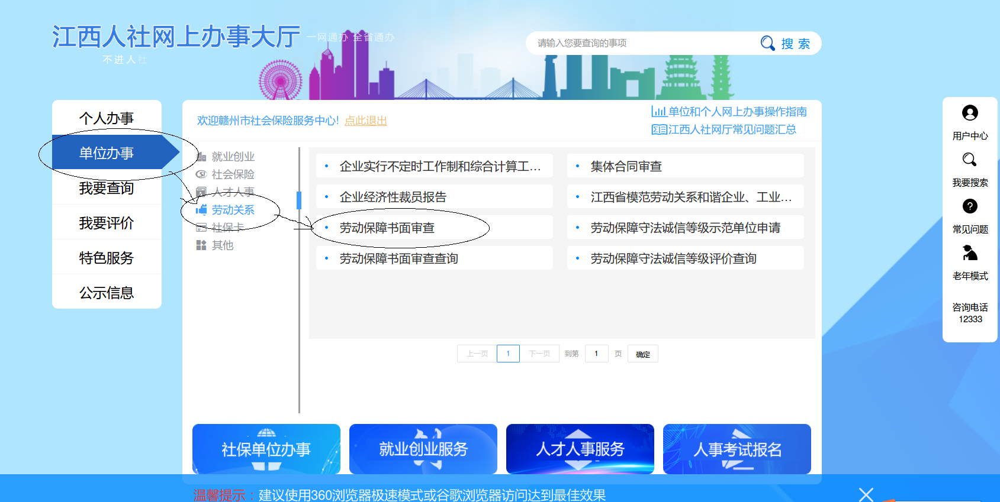 江西人社网上办事大厅
一网通办 全省通办
不进人社
请输入您要查询的事项
搜 索
个人办事
单位办事
我要查询
我要评价
特色服务
公示信息
欢迎赣州市社会保险服务中心! 点此退出
单位和个人网上办事操作指南
江西人社网厅常见问题汇总
就业创业
社会保险
人才人事
劳动关系
社保卡
其他
企业实行不定时工作制和综合计算工...
集体合同审查
企业经济性裁员报告
江西省模范劳动关系和谐企业、工业...
劳动保障书面审查
劳动保障守法诚信等级示范单位申请
劳动保障书面审查查询
劳动保障守法诚信等级评价查询
上一页 1 下一页 到第 1 页 确定
社保单位办事
就业创业服务
人才人事服务
人事考试报名
用户中心
我要搜索
常见问题
老年模式
咨询电话
12333
温馨提示：建议使用360浏览器极速模式或谷歌浏览器访问达到最佳效果